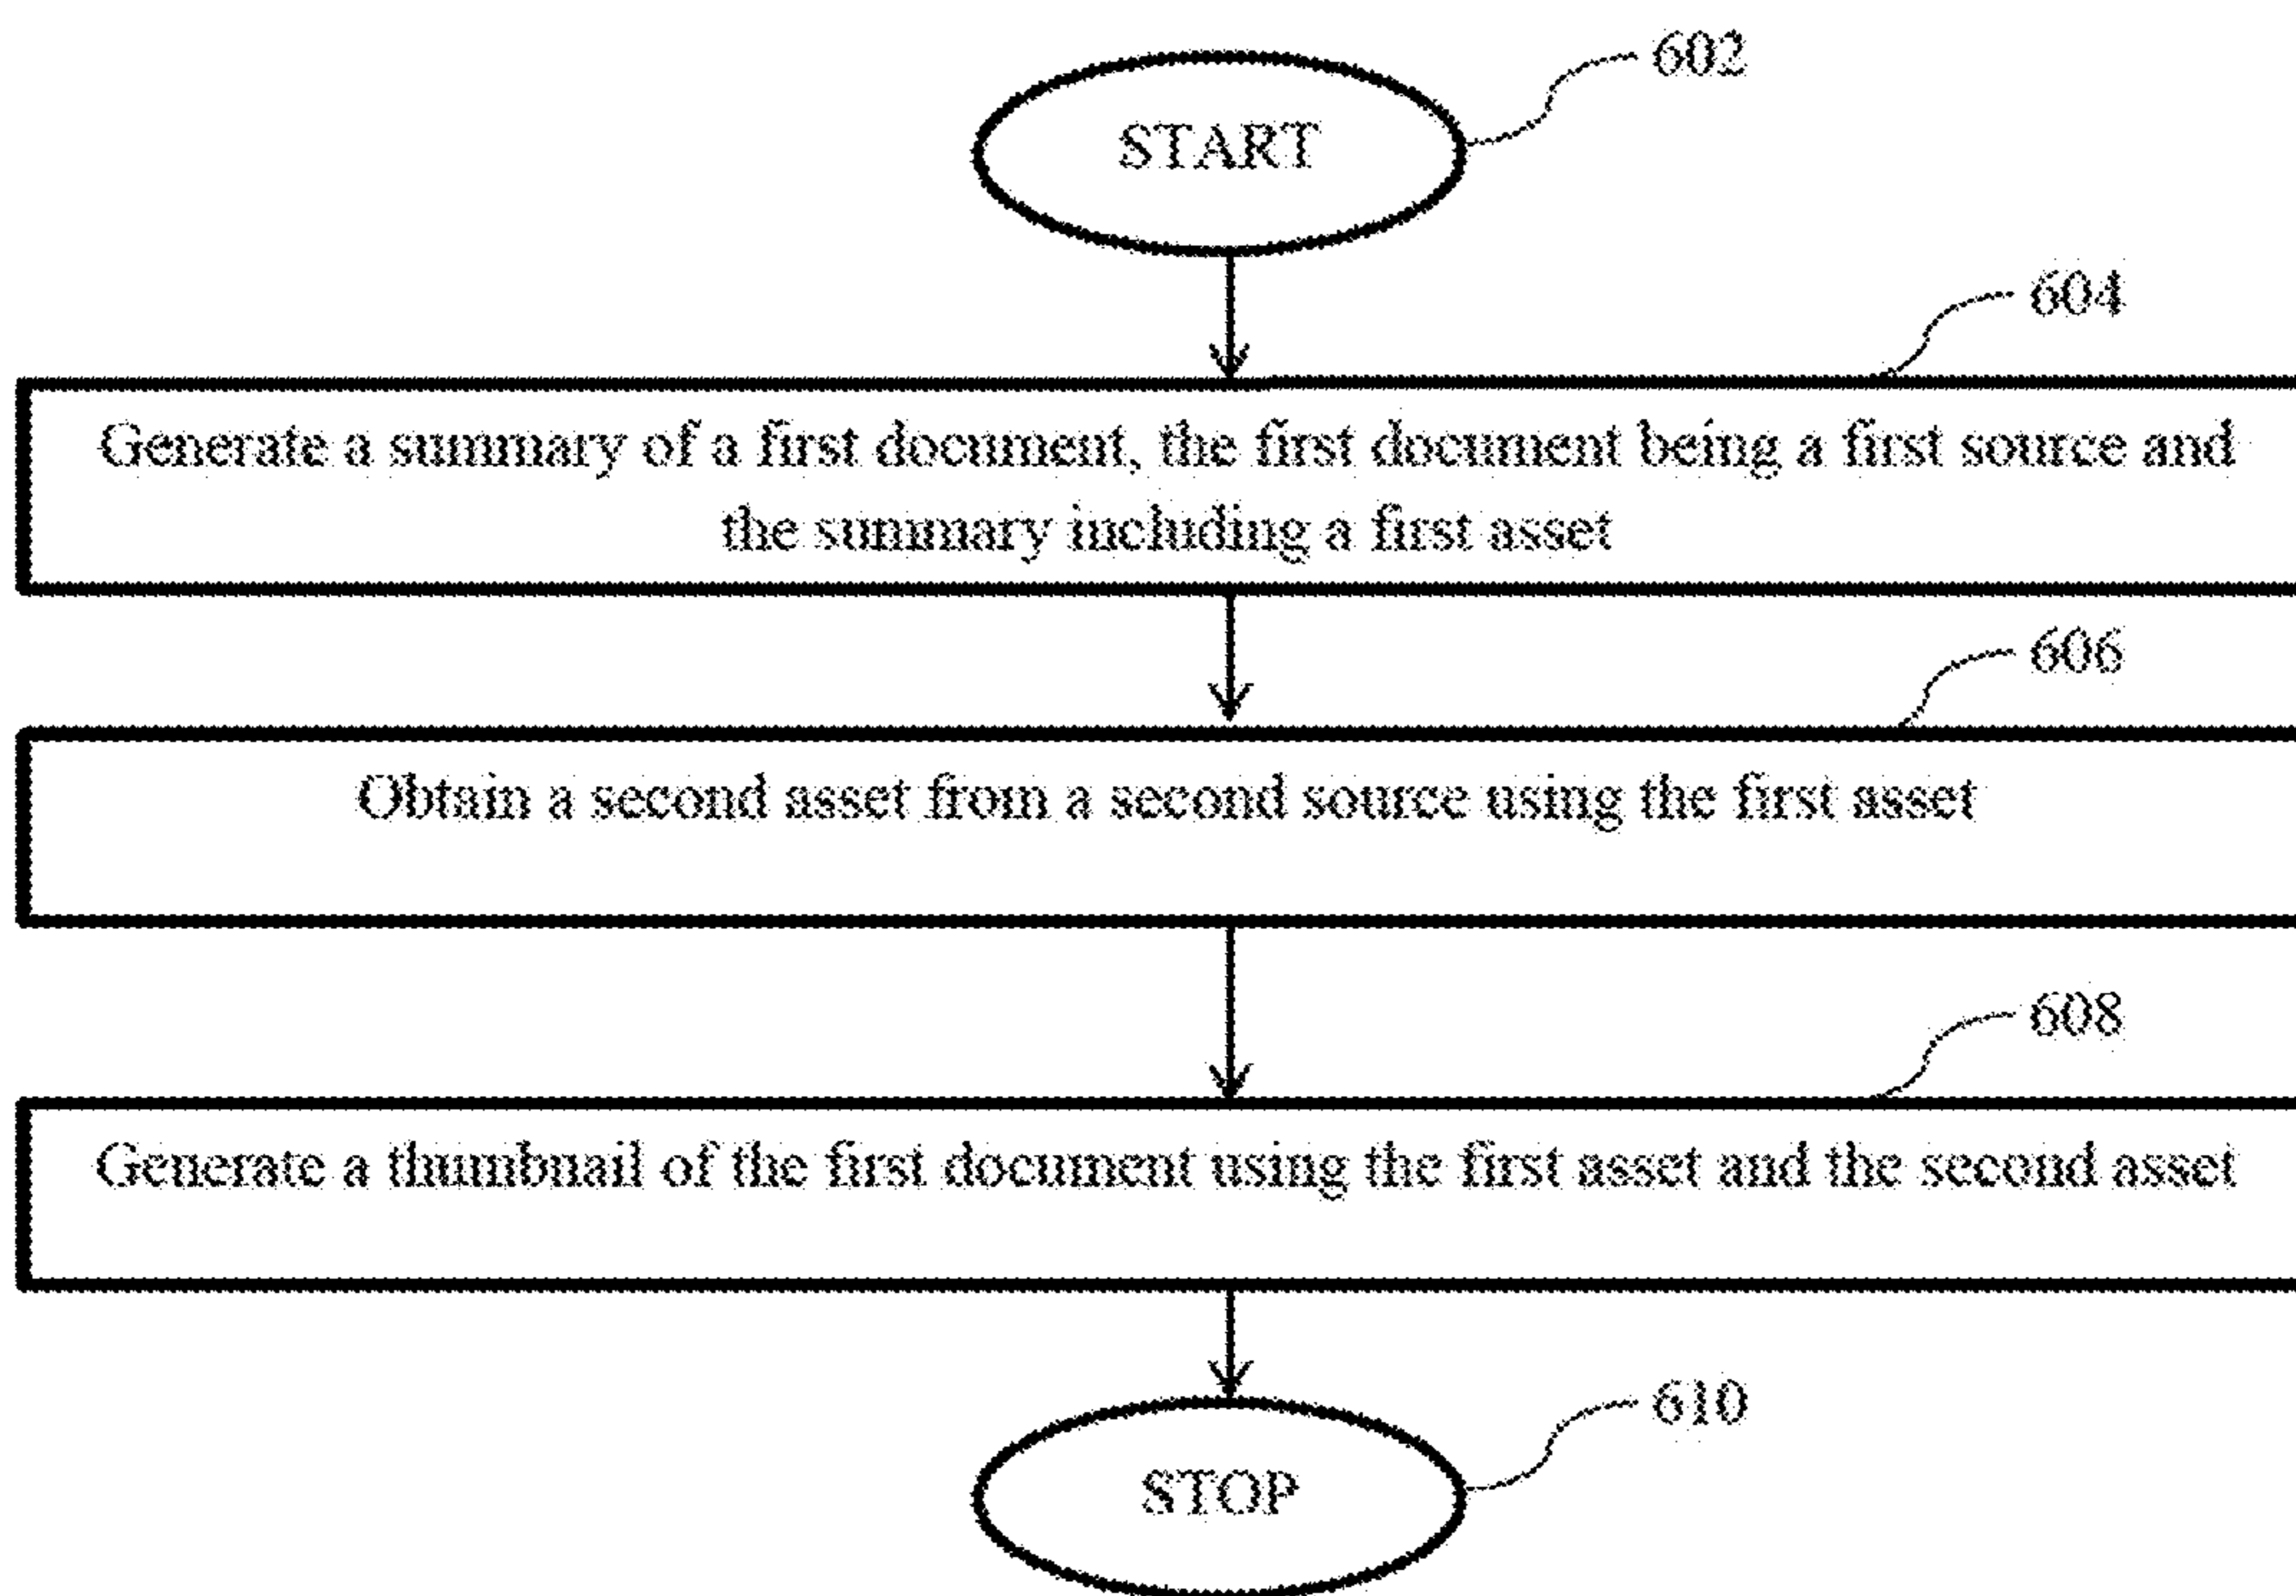 602
START
604
Generate a summary of a first document, the first document being a first source and
the summary including a first asset
606
Obtain a second asset from a second source using the first asset
608
Generate a thumbnail of the first document using the first asset and the second asset
610
STOP